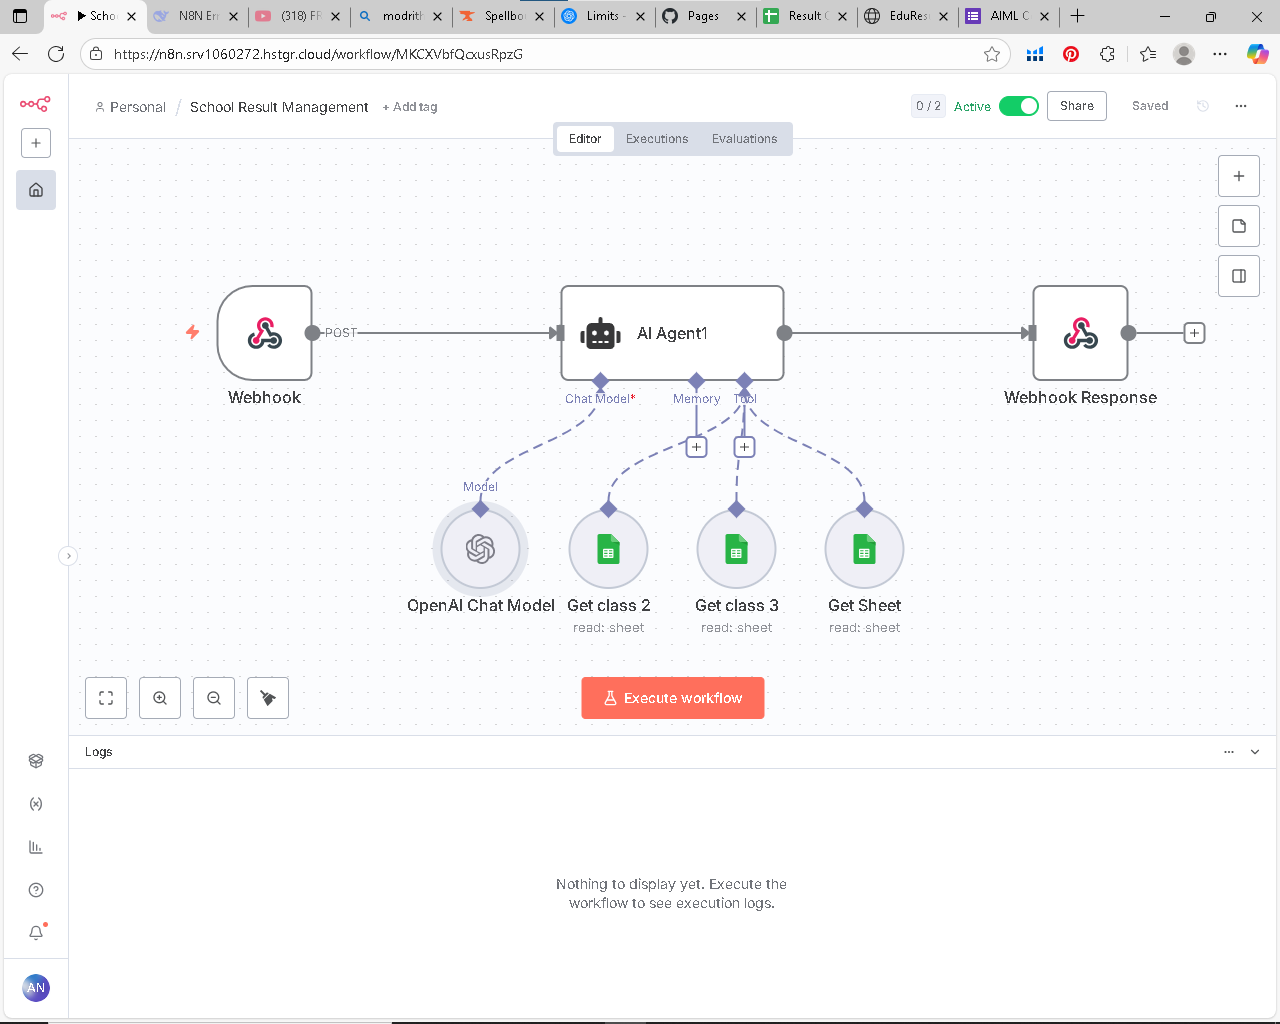 Scho
N8N Err
(318) FR
modrith
Spellbo
Limits -
Pages
Result C
EduRes
AIML C
https://n8n.srv1060272.hstgr.cloud/workflow/MKCXVbfQcxusRpzG
Personal / School Result Management + Add tag
0 / 2 Active Share Saved
Editor Executions Evaluations
POST
AI Agent1
Webhook
Chat Model*
Memory
Tool
Webhook Response
Model
OpenAI Chat Model
Get class 2
Get class 3
Get Sheet
read: sheet
read: sheet
read: sheet
Execute workflow
Logs
Nothing to display yet. Execute the
workflow to see execution logs.
AN